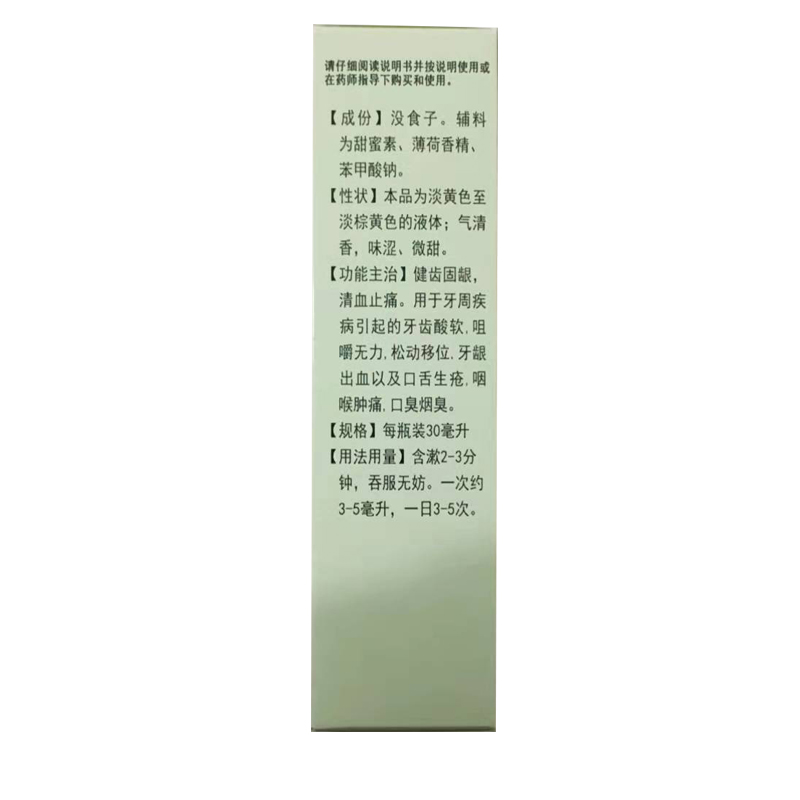 请仔细阅读说明书并按说明使用或
在药师指导下购买和使用。
【成份】没食子。辅料
为甜蜜素、薄荷香精、
苯甲酸钠。
【性状】本品为淡黄色至
淡棕黄色的液体；气清
香，味涩、微甜。
【功能主治】健齿固龈，
清血止痛。用于牙周疾
病引起的牙齿酸软,咀
嚼无力,松动移位,牙龈
出血以及口舌生疮,咽
喉肿痛,口臭烟臭。
【规格】每瓶装30毫升
【用法用量】含漱2-3分
钟，吞服无妨。一次约
3-5毫升，一日3-5次。